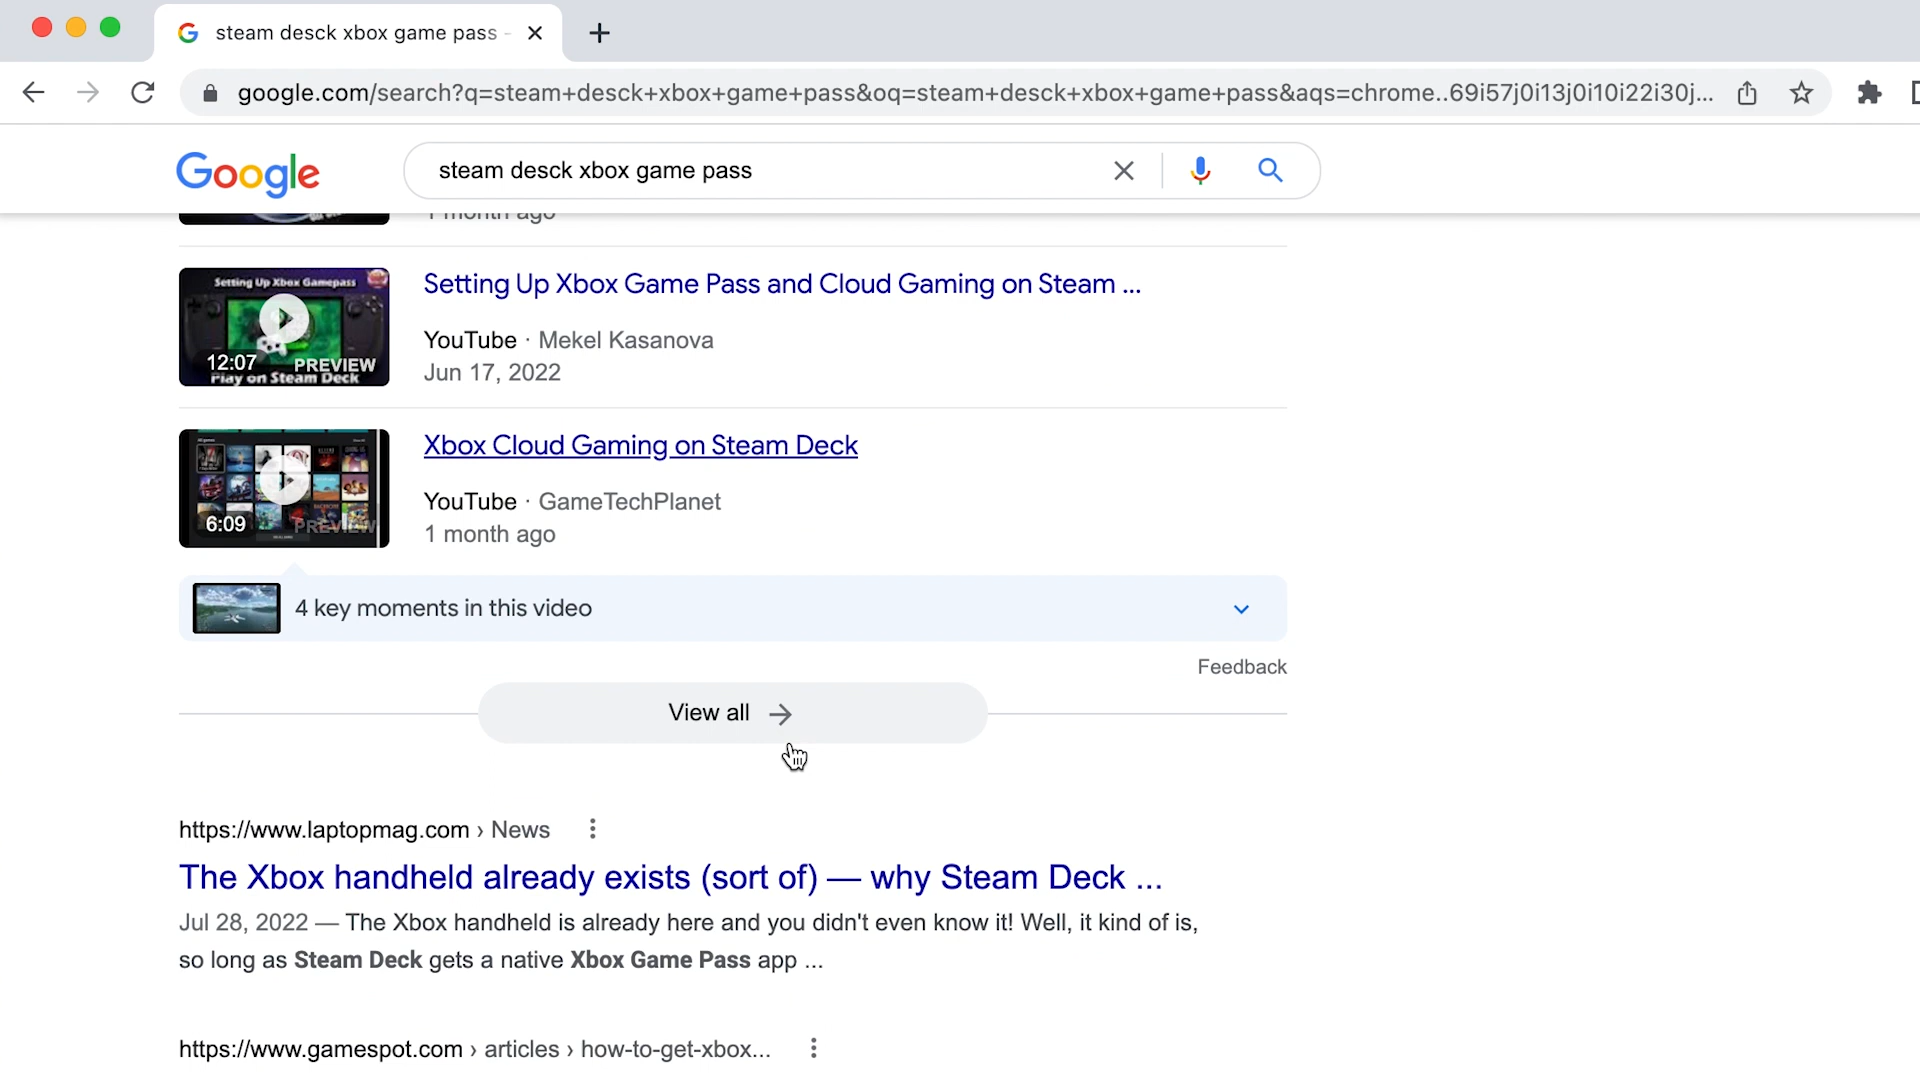 steam desck xbox game pass -
google.com/search?q=steam+desck+xbox+game+pass&oq=steam+desck+xbox+game+pass&aqs=chrome..69i57j0i13j0i10i22i30j...
Google
steam desck xbox game pass
1 month ago
Setting Up Xbox Gamepass
12:07 PREVIEW
Play on Steam Deck
Setting Up Xbox Game Pass and Cloud Gaming on Steam ...
YouTube · Mekel Kasanova
Jun 17, 2022
6:09 PREVIEW
Xbox Cloud Gaming on Steam Deck
YouTube · GameTechPlanet
1 month ago
4 key moments in this video
Feedback
View all
https://www.laptopmag.com › News
The Xbox handheld already exists (sort of) — why Steam Deck ...
Jul 28, 2022 — The Xbox handheld is already here and you didn't even know it! Well, it kind of is,
so long as Steam Deck gets a native Xbox Game Pass app ...
https://www.gamespot.com › articles › how-to-get-xbox...